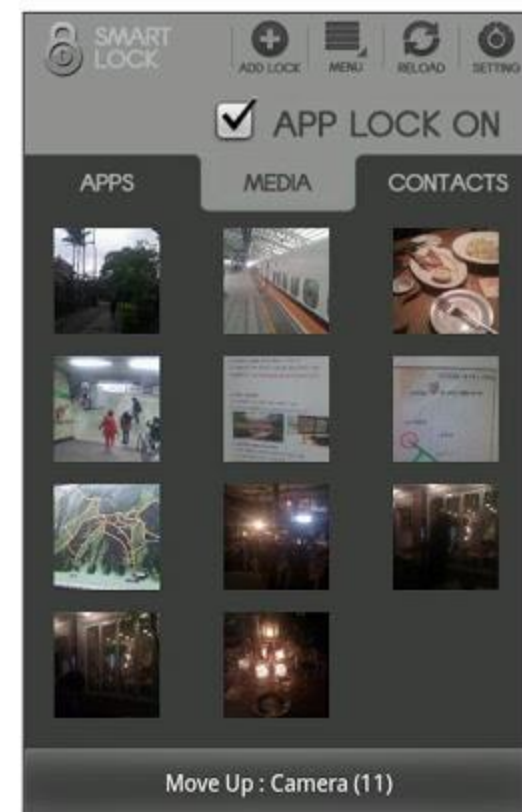 SMART
LOCK
ADD LOCK
MENU
RELOAD
SETTING
APP LOCK ON
APPS
MEDIA
CONTACTS
Move Up : Camera (11)